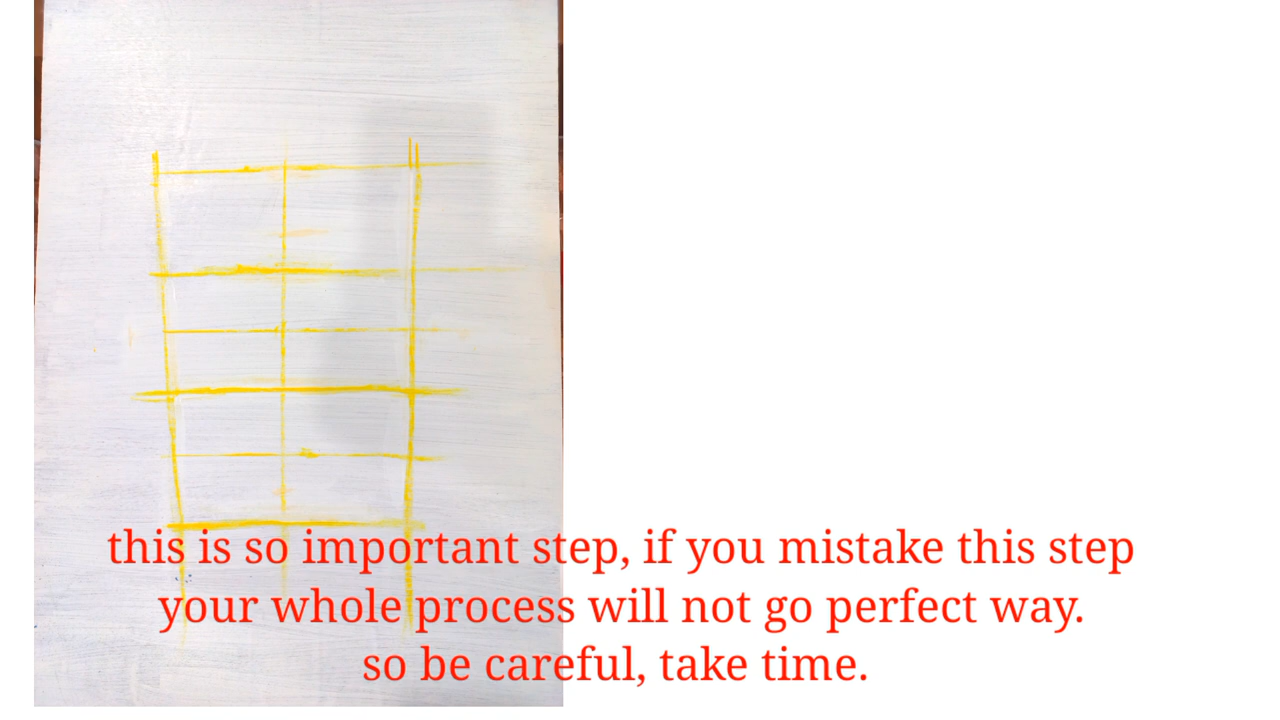 this is so important step, if you mistake this step
your whole process will not go perfect way.
so be careful, take time.